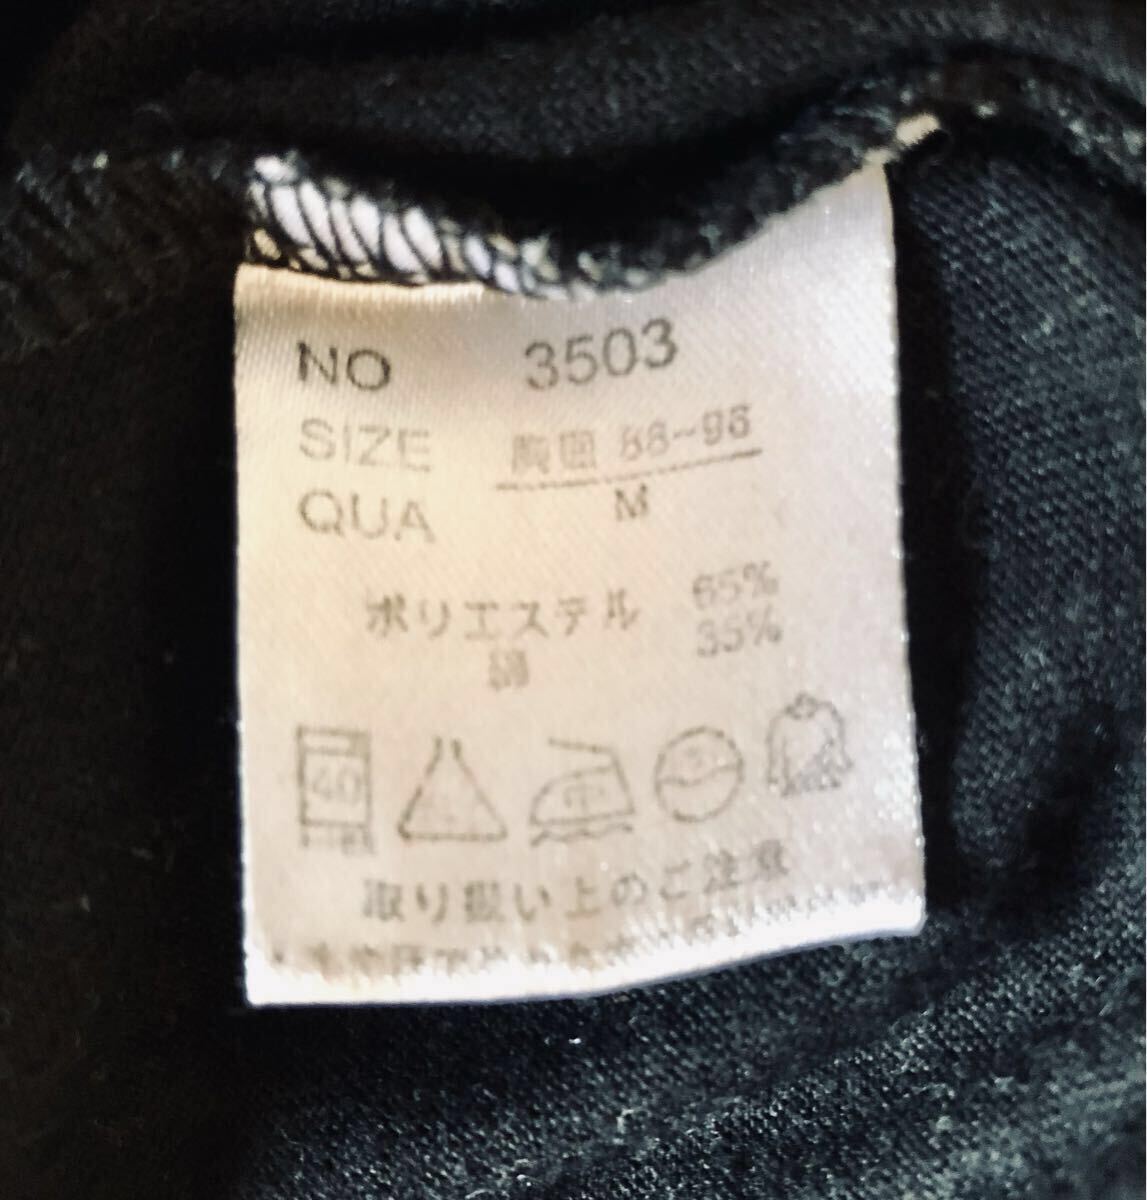 NO 3503
SIZE 胸囲 88-96
QUA M
ポリエステル 65%
綿 35%
40
中
取り扱い上のご注意